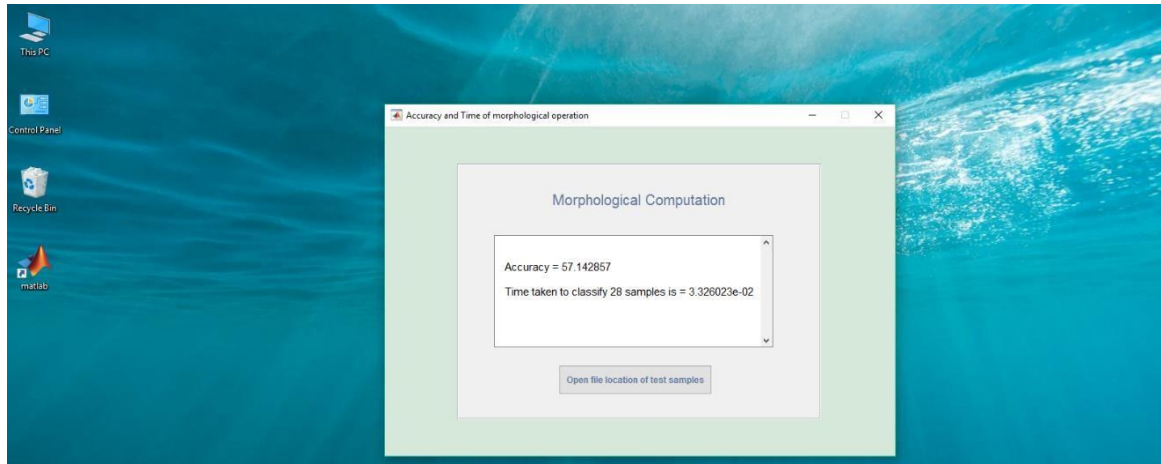 This PC
Control Panel
Recycle Bin
matlab
Accuracy and Time of morphological operation
Morphological Computation
Accuracy = 57.142857
Time taken to classify 28 samples is = 3.326023e-02
Open file location of test samples